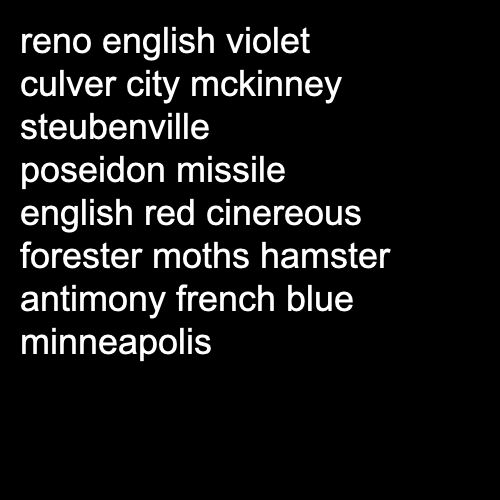 reno english violet
culver city mckinney
steubenville
poseidon missile
english red cinereous
forester moths hamster
antimony french blue
minneapolis